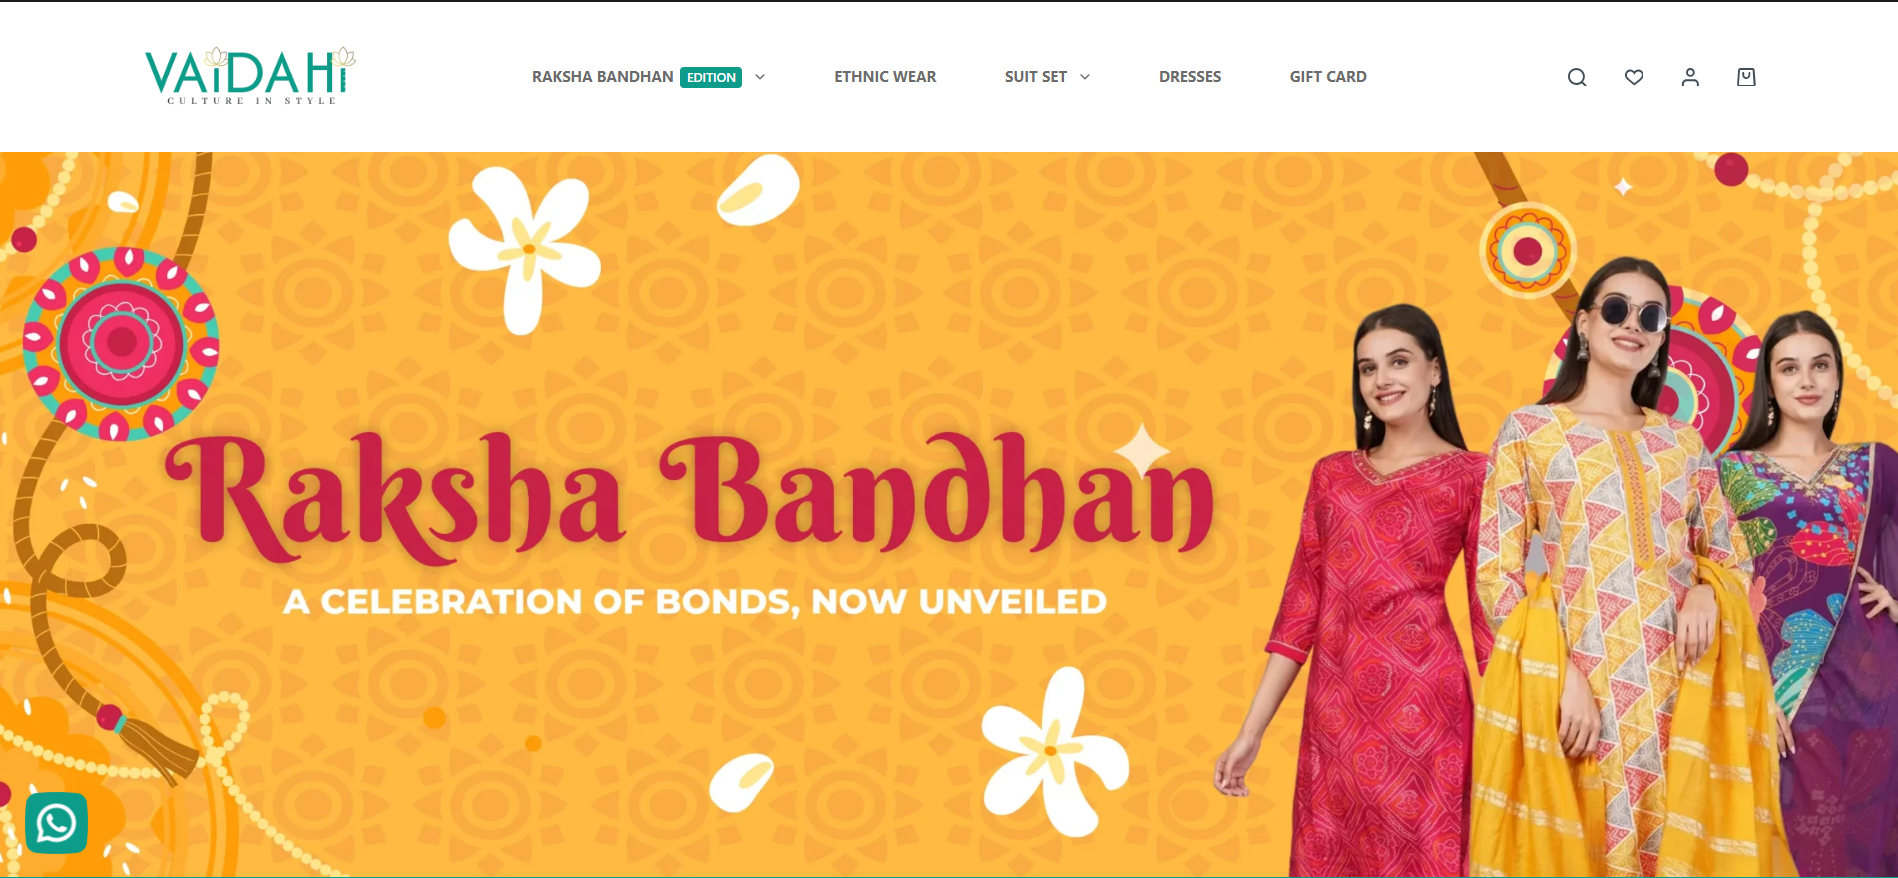 VAiDAHi
CULTURE IN STYLE
RAKSHA BANDHAN EDITION
ETHNIC WEAR
SUIT SET
DRESSES
GIFT CARD
Raksha Bandhan
A CELEBRATION OF BONDS, NOW UNVEILED